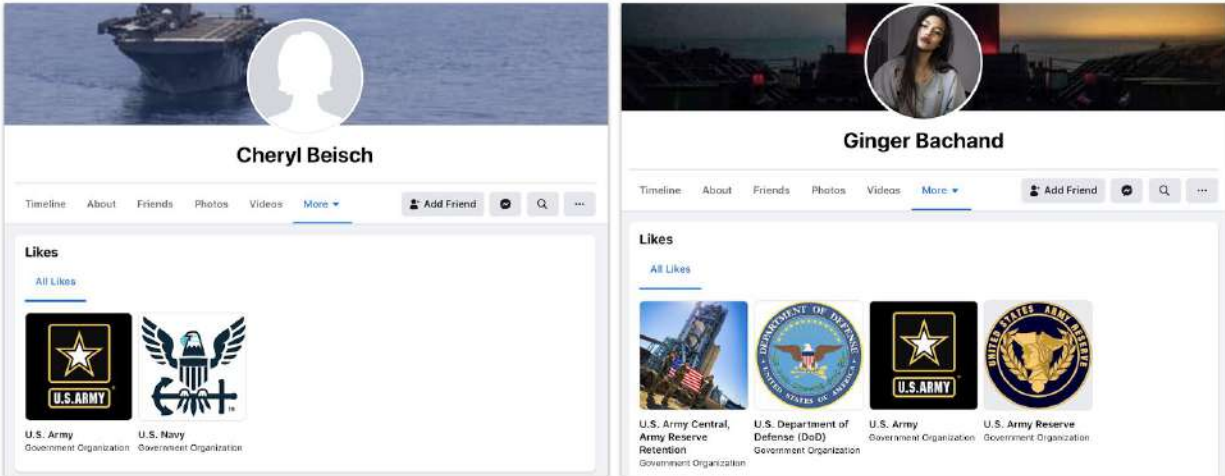 Cheryl Beisch
Timeline About Friends Photos Videos More Add Friend
Likes
All Likes
U.S.ARMY
U.S. Army
Government Organization
U.S. Navy
Government Organization
Ginger Bachand
Timeline About Friends Photos Videos More Add Friend
Likes
All Likes
DEPARTMENT OF DEFENSE
UNITED STATES OF AMERICA
U.S.ARMY
UNITED STATES ARMY RESERVE
U.S. Army Central,
Army Reserve
Retention
Government Organization
U.S. Department of
Defense (DoD)
Government Organization
U.S. Army
Government Organization
U.S. Army Reserve
Government Organization